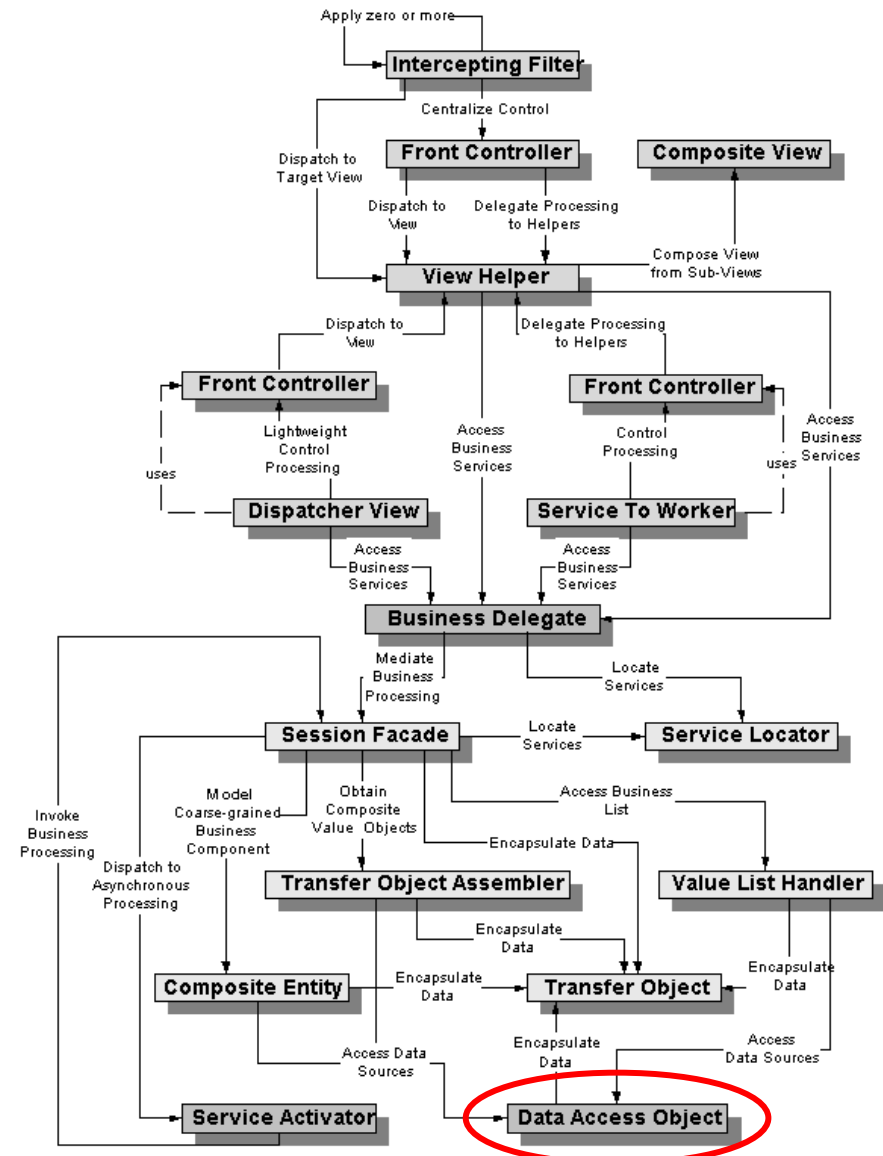 Apply zero or more
Intercepting Filter
Centralize Control
Front Controller
Composite View
Dispatch to
Target View
Dispatch to
View
Delegate Processing
to Helpers
Compose View
from Sub-Views
View Helper
Dispatch to
View
Delegate Processing
to Helpers
Front Controller
Front Controller
Access
Business
Services
Access
Business
Services
Lightweight
Control
Processing
Control
Processing
uses
uses
Dispatcher View
Service To Worker
Access
Business
Services
Access
Business
Services
Business Delegate
Mediate
Business
Processing
Locate
Services
Session Facade
Locate
Services
Service Locator
Invoke
Business
Processing
Model
Coarse-grained
Business
Component
Obtain
Composite
Value Objects
Access Business
List
Encapsulate Data
Dispatch to
Asynchronous
Processing
Transfer Object Assembler
Value List Handler
Encapsulate
Data
Encapsulate
Data
Composite Entity
Encapsulate
Data
Transfer Object
Access Data
Sources
Encapsulate
Data
Access
Data Sources
Service Activator
Data Access Object